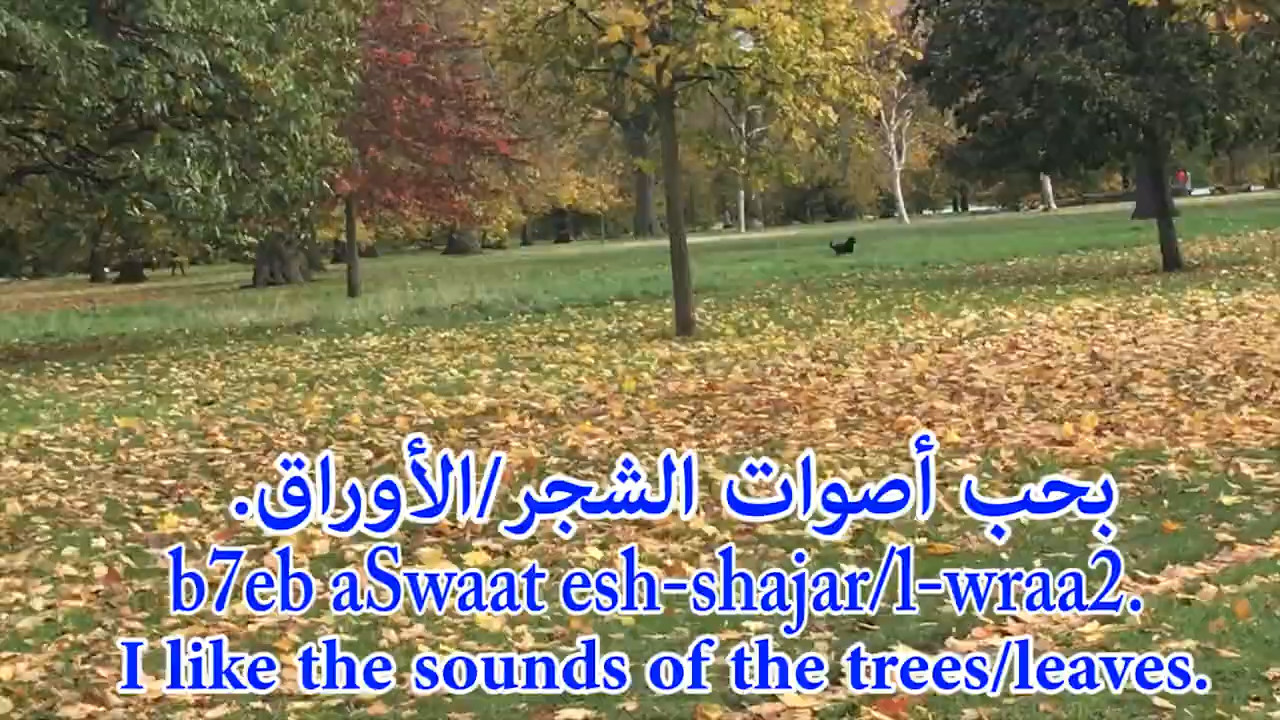 بحب أصوات الشجر/الأوراق.
b7eb aSwaat esh-shajar/l-wraa2.
I like the sounds of the trees/leaves.